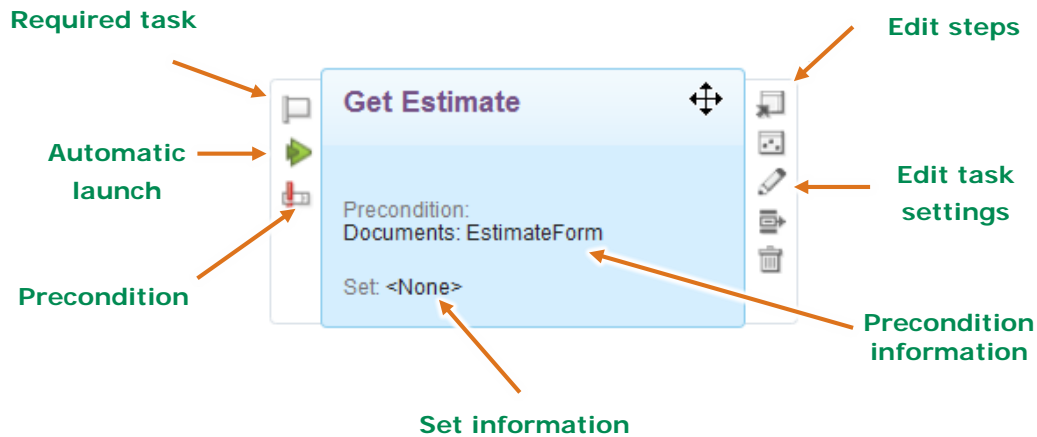 Required task
Edit steps
Get Estimate
Automatic
launch
Edit task
settings
Precondition:
Documents: EstimateForm
Set: <None>
Precondition
Precondition
information
Set information